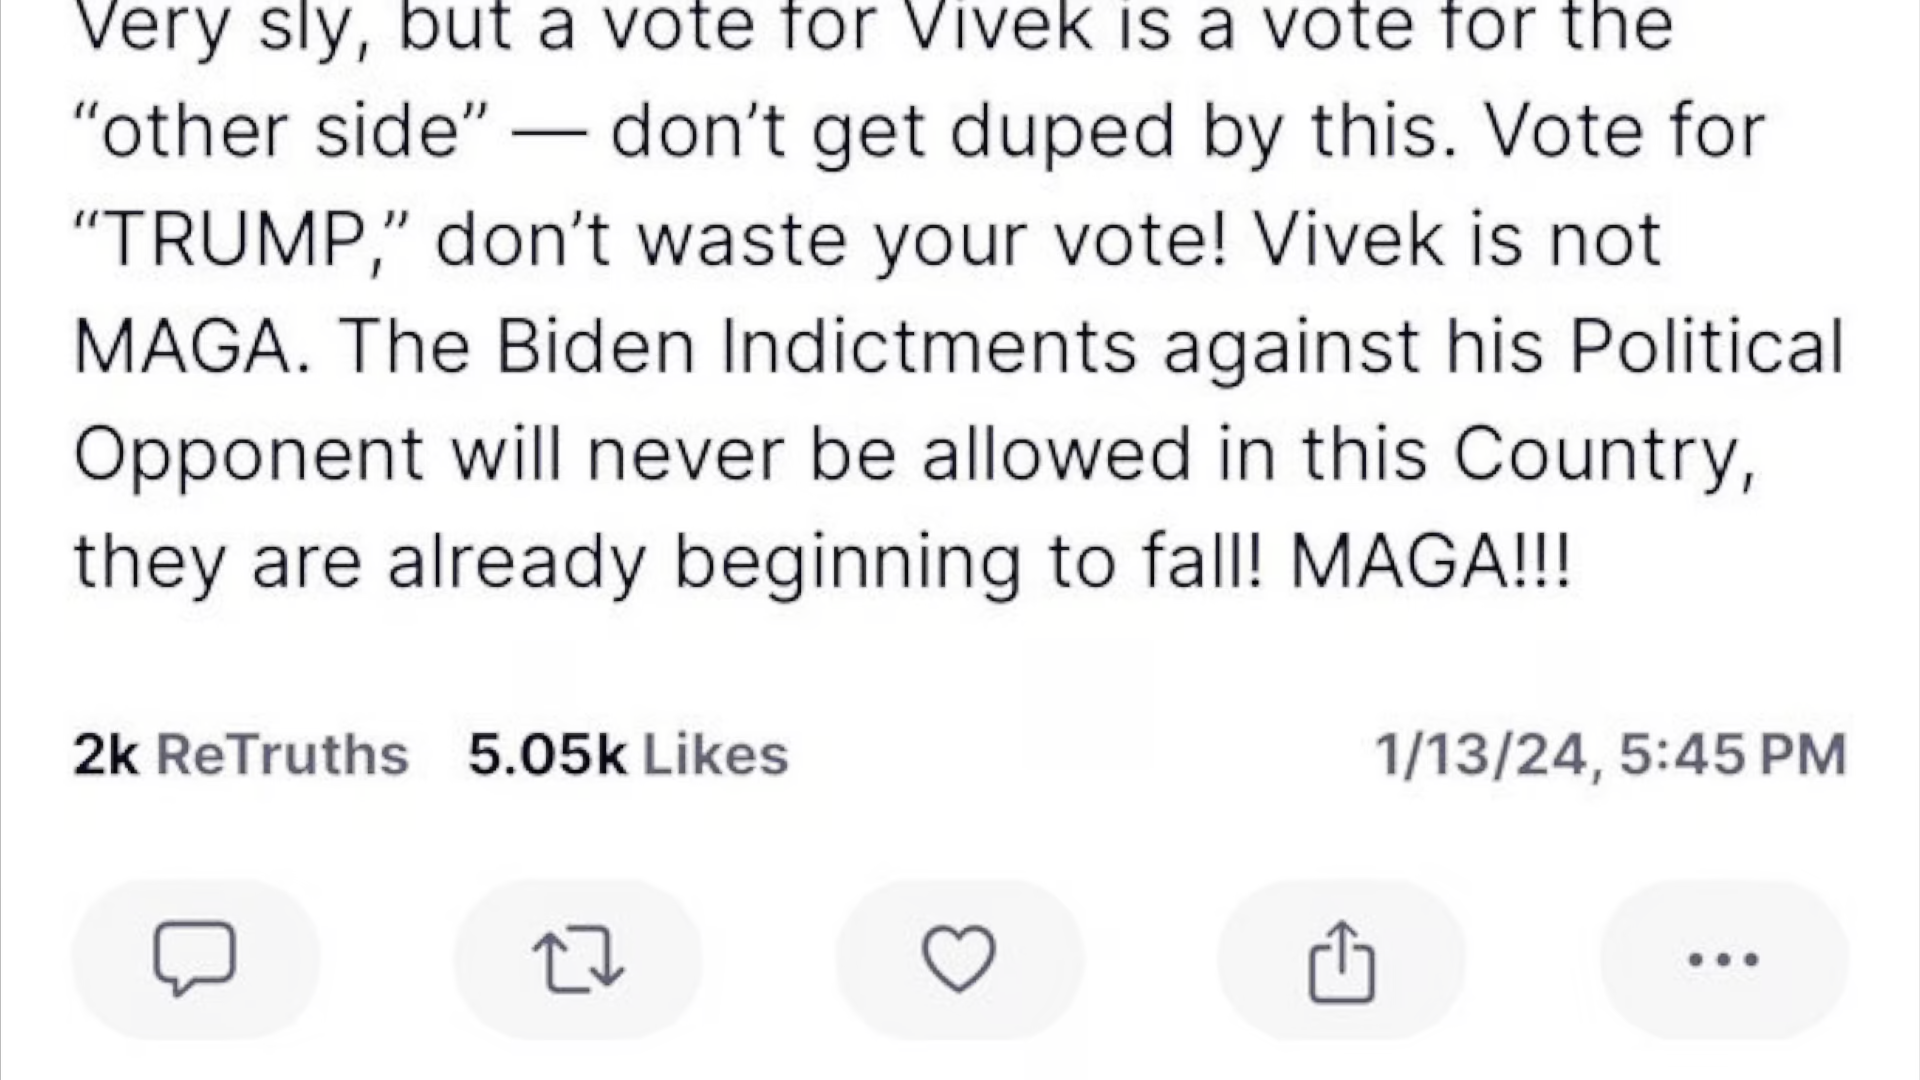 Very sly, but a vote for Vivek is a vote for the
“other side” — don’t get duped by this. Vote for
“TRUMP,” don’t waste your vote! Vivek is not
MAGA. The Biden Indictments against his Political
Opponent will never be allowed in this Country,
they are already beginning to fall! MAGA!!!
2k ReTruths 5.05k Likes 1/13/24, 5:45 PM